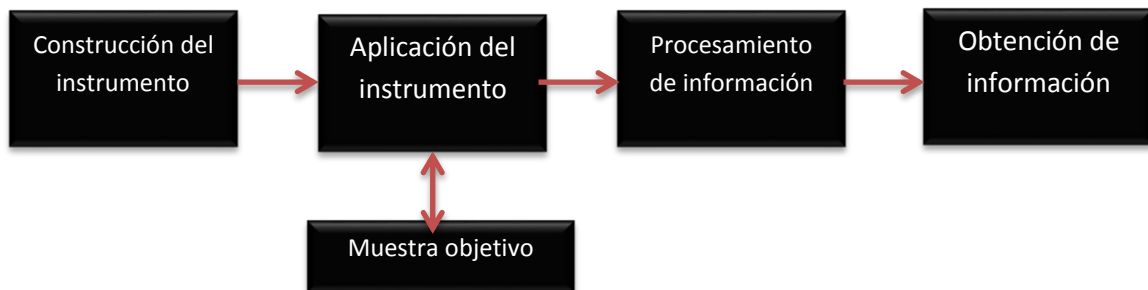 Construcción del
instrumento
Aplicación del
instrumento
Procesamiento
de información
Obtención de
información
Muestra objetivo